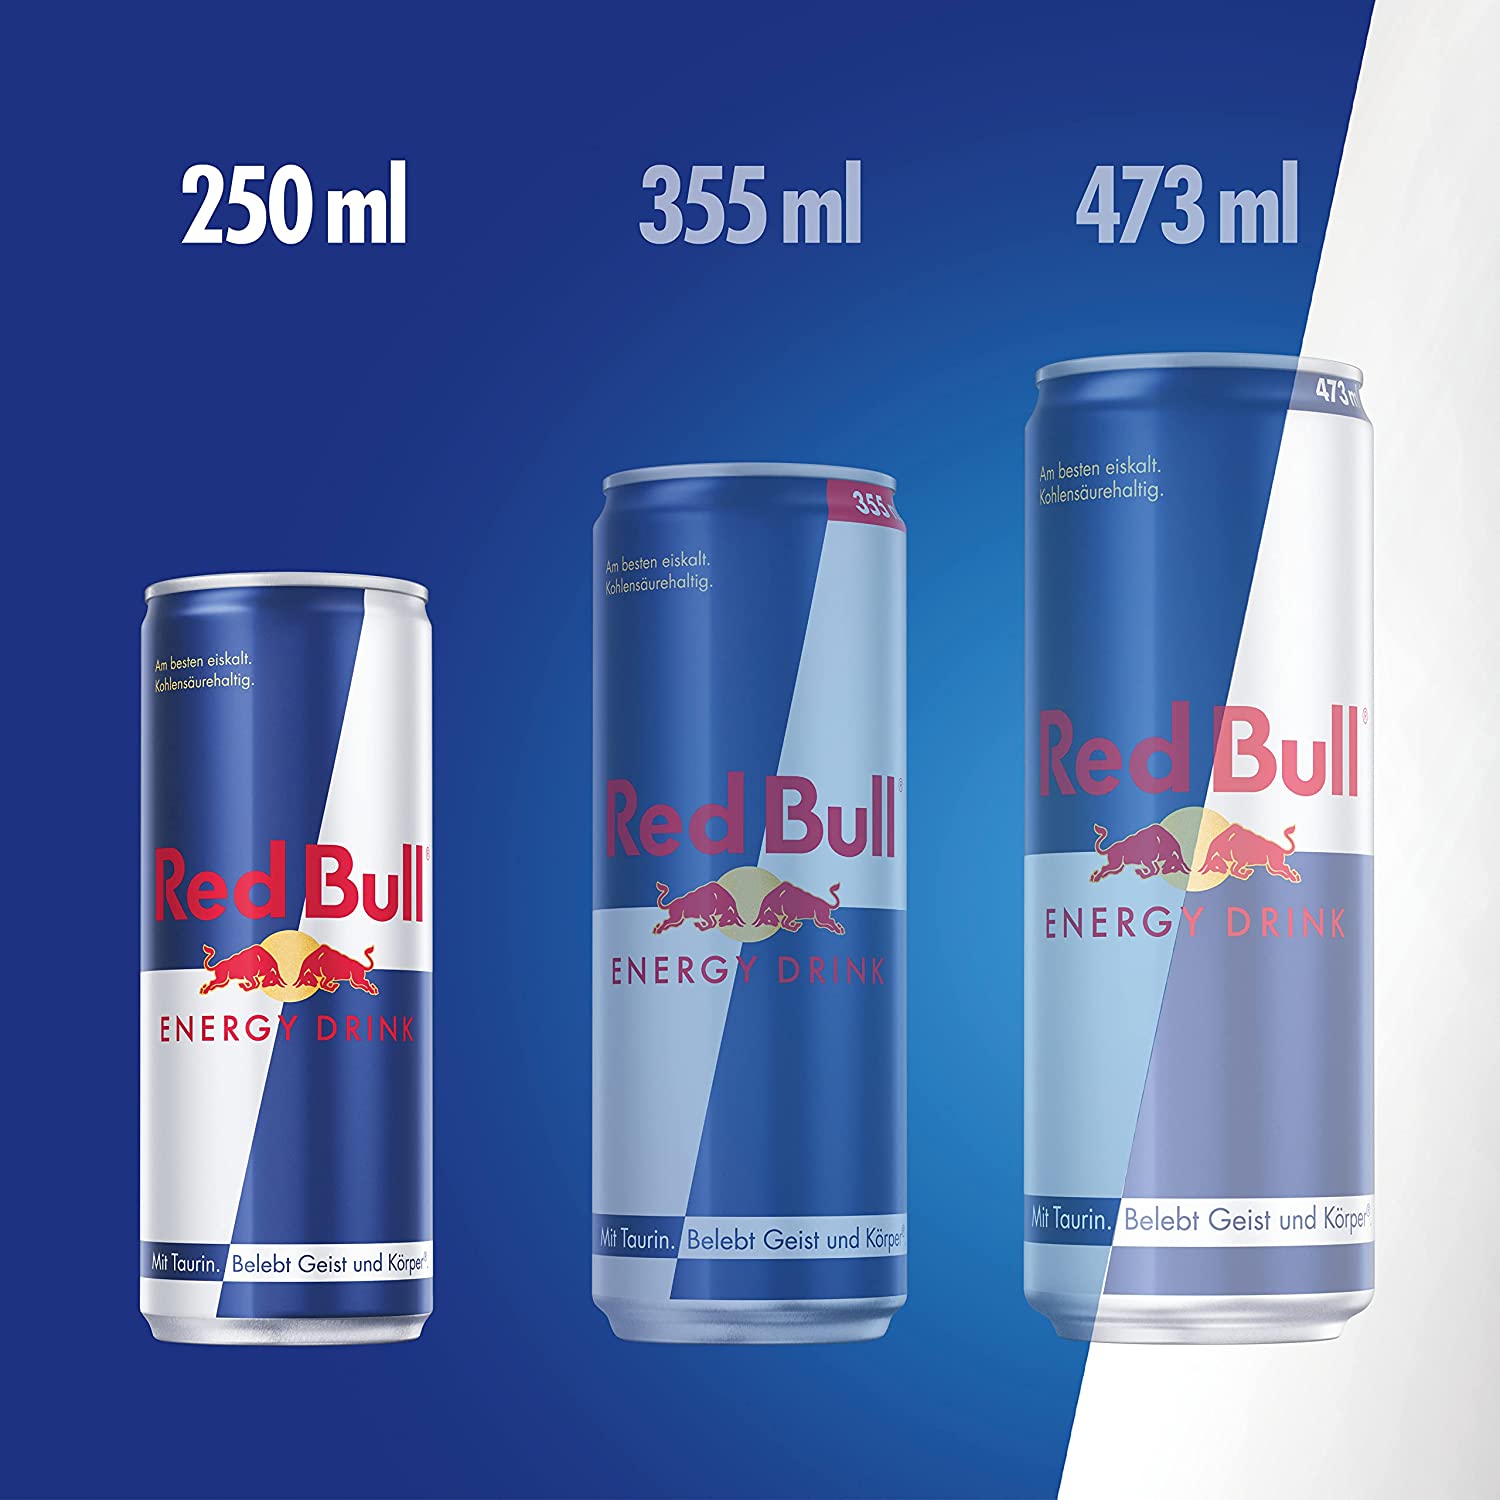 250 ml
355 ml
473 ml
Am besten eiskalt.
Kohlensäurehaltig.
Red Bull®
ENERGY DRINK
Mit Taurin. Belebt Geist und Körper®.
355 ml
Am besten eiskalt.
Kohlensäurehaltig.
Red Bull®
ENERGY DRINK
Mit Taurin. Belebt Geist und Körper®
473 ml
Am besten eiskalt.
Kohlensäurehaltig.
Red Bull®
ENERGY DRINK
Mit Taurin. Belebt Geist und Körper®.